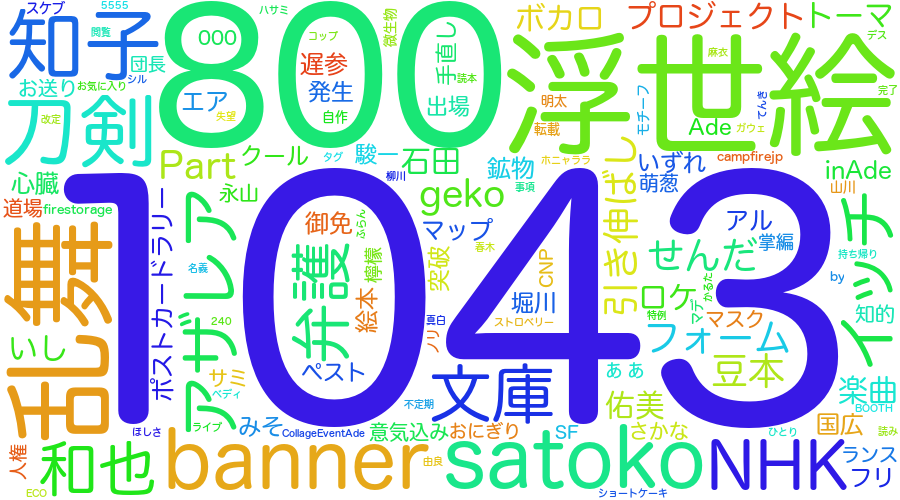 スケブ
5555
ハサミ
800
浮世絵
知子
閲覧
団長
シル
000
コップ
微生物
手直し
ボカロ
プロジェクト
トーマ
デス
お送り
お気に入り
遅参
エア
発生
読本
出場
明太
モチーフ
麻衣
完了
てんき
刀剣
改定
失望
自作
転載
Ade
ガウェ
Part
クール
タグ
駿一
石田
鉱物
ホニャララ
いずれ
campfirejp
inAde
心臓
永山
柳川
geko
事項
萌葱
山川
道場
firestorage
ポストカードラリー
アザレア
御免
ふらん
マップ
引き伸ばし
アル
掌編
イッチ
乱舞
1043
弁護
檸檬
突破
CNP
喜木
せんだ
持ち帰り
名義
絵本
堀川
ロケ
マデ
かるた
by
知的
240
真白
ノリ
ストロベリー
特例
マスク
フォーム
いし
サミ
ペスト
文庫
ああ
豆本
楽曲
ペディ
不定期
佑美
BOOTH
ほしさ
ライブ
みそ
CollageEventAde
意気込み
おにぎり
SF
さかな
国広
ひとり
読み
人権
和也
banner
由良
satoko
NHK
ランス
フリ
ECO
ショートケーキ